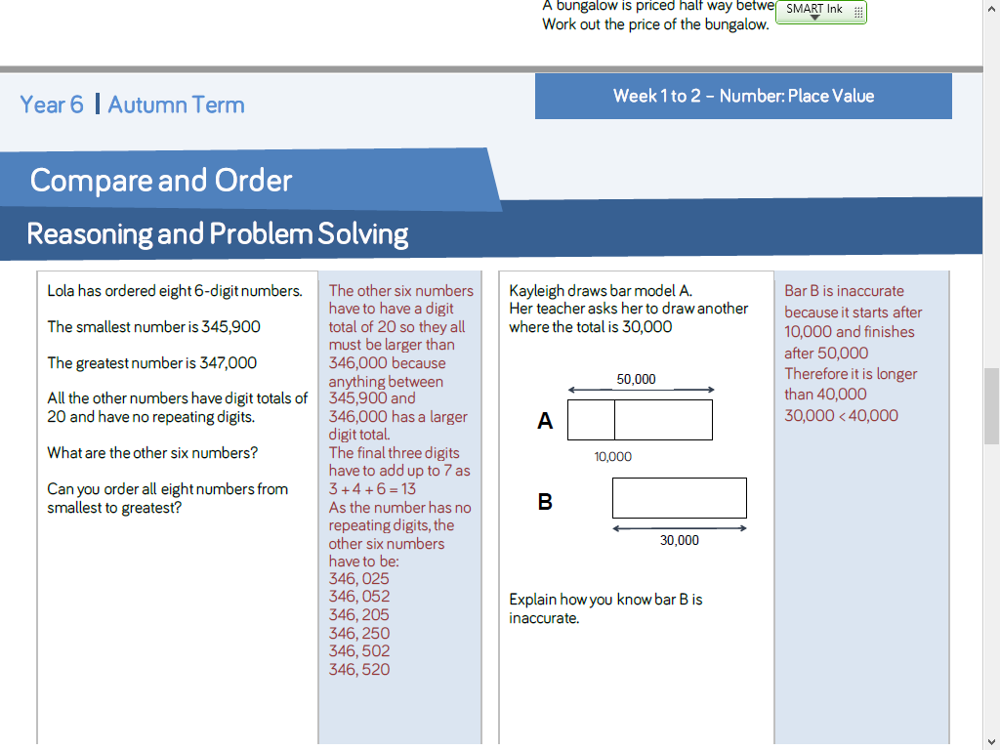 A bungalow is priced half way betwe
Work out the price of the bungalow.
SMART Ink
Year 6 | Autumn Term
Week 1 to 2 – Number: Place Value
Compare and Order
Reasoning and Problem Solving
Lola has ordered eight 6-digit numbers.
The smallest number is 345,900
The greatest number is 347,000
All the other numbers have digit totals of
20 and have no repeating digits.
What are the other six numbers?
Can you order all eight numbers from
smallest to greatest?
The other six numbers
have to have a digit
total of 20 so they all
must be larger than
346,000 because
anything between
345,900 and
346,000 has a larger
digit total.
The final three digits
have to add up to 7 as
3 + 4 + 6 = 13
As the number has no
repeating digits, the
other six numbers
have to be:
346, 025
346, 052
346, 205
346, 250
346, 502
346, 520
Kayleigh draws bar model A.
Her teacher asks her to draw another
where the total is 30,000
50,000
A
10,000
B
30,000
Explain how you know bar B is
inaccurate.
Bar B is inaccurate
because it starts after
10,000 and finishes
after 50,000
Therefore it is longer
than 40,000
30,000 < 40,000